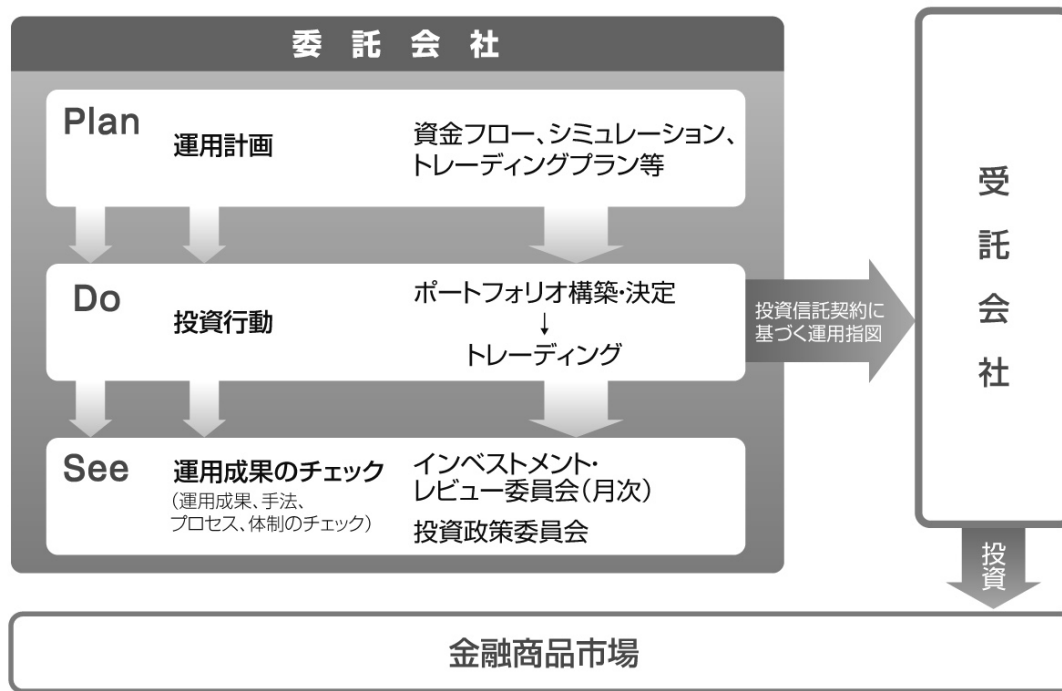 委託会社
Plan
運用計画
資金フロー、シミュレーション、
トレーディングプラン等
Do
投資行動
ポートフォリオ構築・決定
↓
トレーディング
投資信託契約に
基づく運用指図
See
運用成果のチェック
(運用成果、手法、
プロセス、体制のチェック)
インベストメント・
レビュー委員会(月次)
投資政策委員会
受託会社
投資
金融商品市場